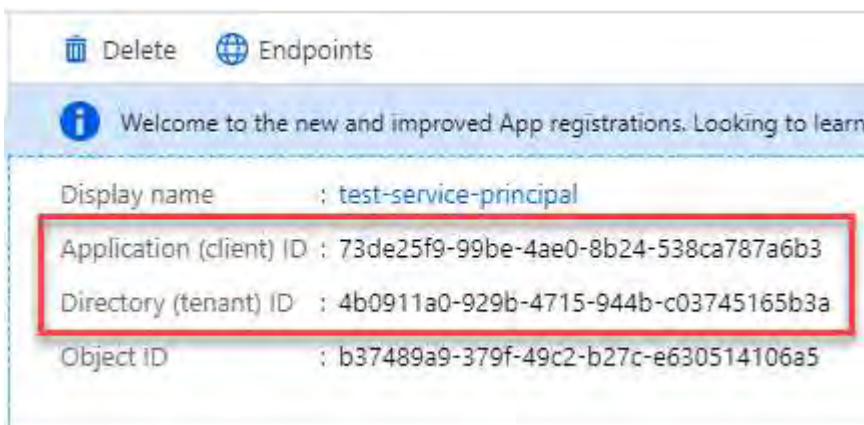 Delete Endpoints
Welcome to the new and improved App registrations. Looking to learn
Display name : test-service-principal
Application (client) ID : 73de25f9-99be-4ae0-8b24-538ca787a6b3
Directory (tenant) ID : 4b0911a0-929b-4715-944b-c03745165b3a
Object ID : b37489a9-379f-49c2-b27c-e630514106a5